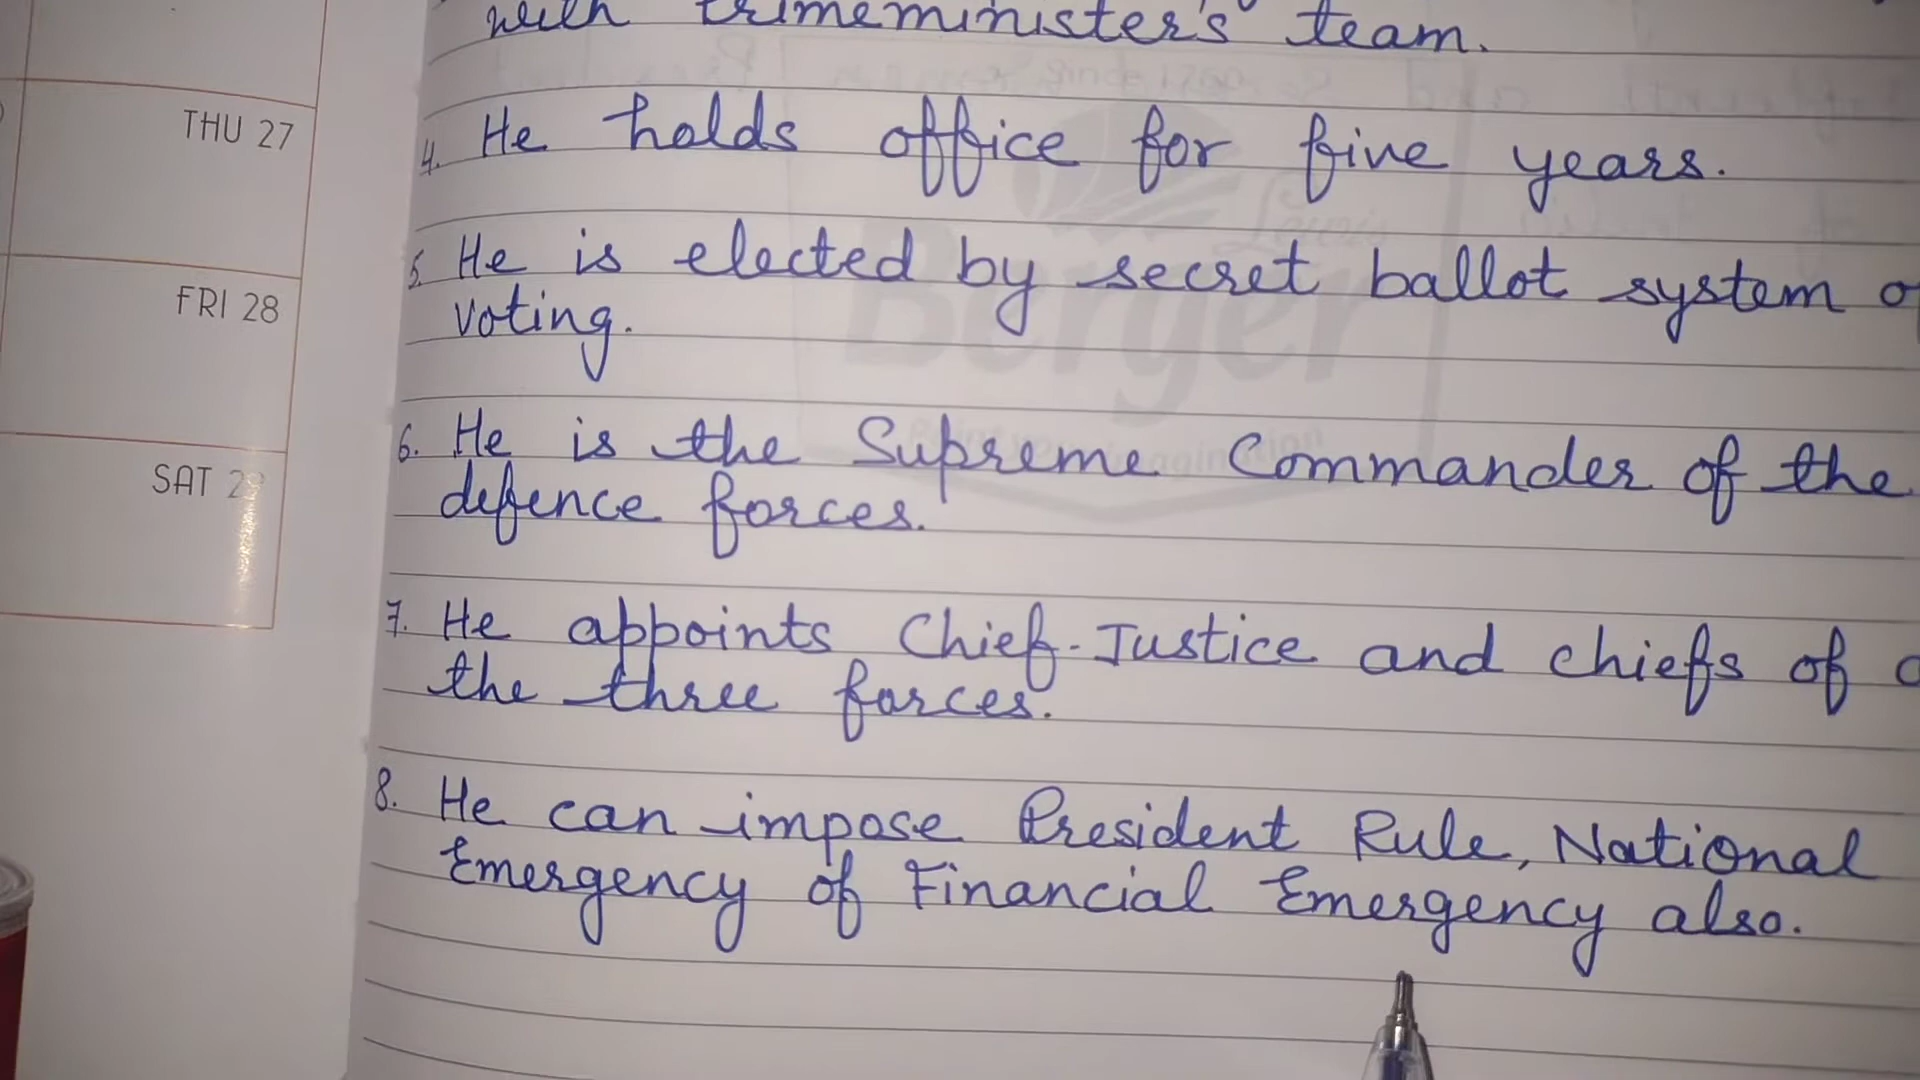 with Primeminister's team.
THU 27
4. He holds office for five years.
5. He is elected by secret ballot system
voting.
FRI 28
6. He is the Supreme Commander of the
defence forces.
SAT 29
7. He appoints Chief-Justice and chiefs of
the three forces.
8. He can impose President Rule, National
Emergency of Financial Emergency also.
Berger